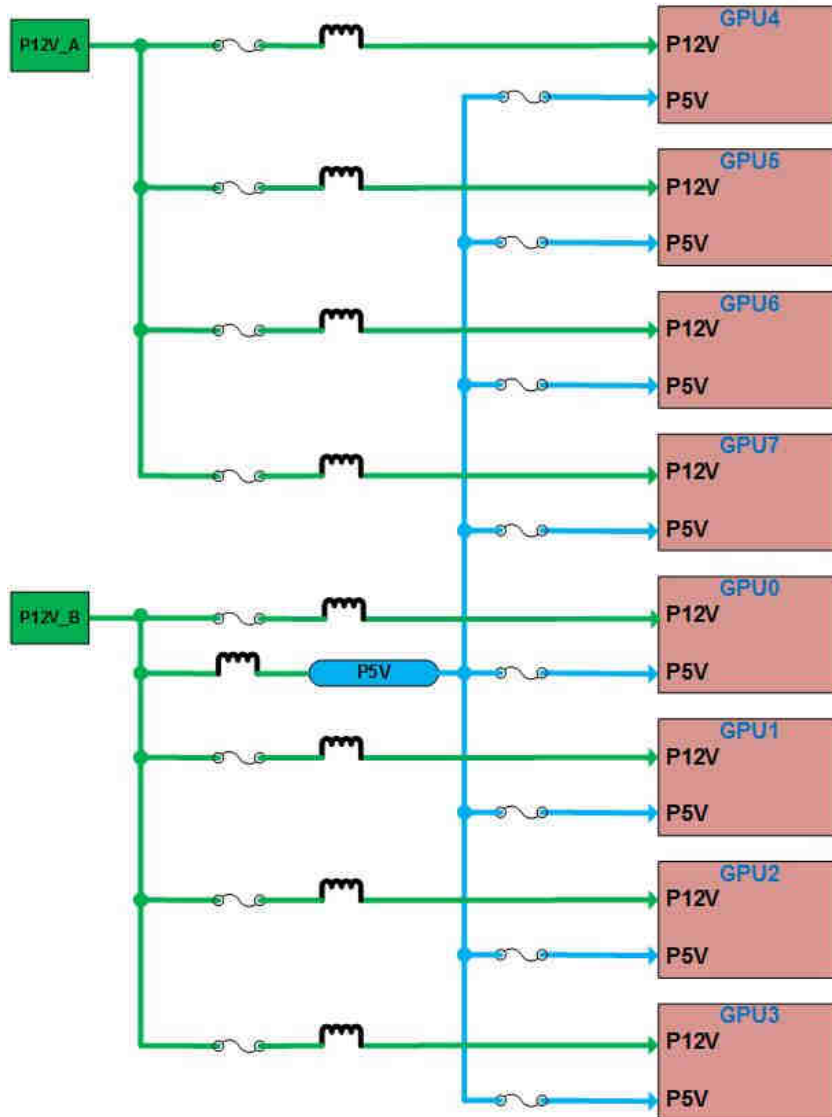 GPU4
P12V_A
P12V
P5V
GPU5
P12V
P5V
GPU6
P12V
P5V
GPU7
P12V
P5V
GPU0
P12V_B
P12V
P5V
P5V
GPU1
P12V
P5V
GPU2
P12V
P5V
GPU3
P12V
P5V